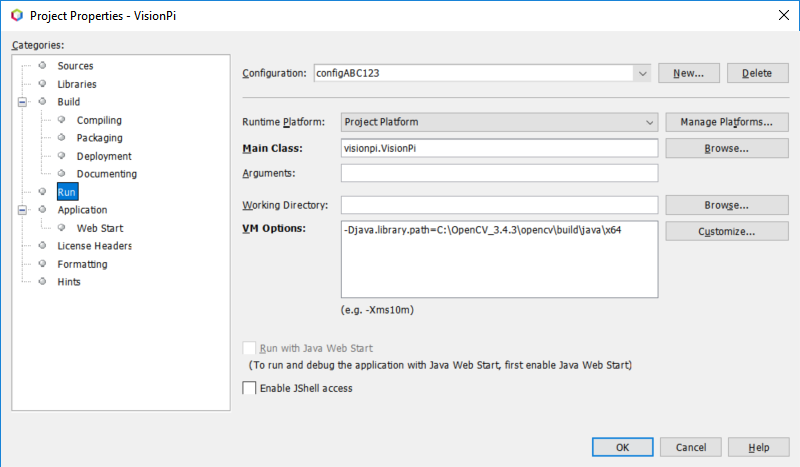 Project Properties - VisionPi
Categories:
Sources
Libraries
Build
Compiling
Packaging
Deployment
Documenting
Run
Application
Web Start
License Headers
Formatting
Hints
Configuration: configABC123 New... Delete
Runtime Platform: Project Platform Manage Platforms...
Main Class: visionpi.VisionPi Browse...
Arguments:
Working Directory: Browse...
VM Options: -Djava.library.path=C:\OpenCV_3.4.3\opencv\build\java\x64 Customize...
(e.g. -Xms10m)
Run with Java Web Start
(To run and debug the application with Java Web Start, first enable Java Web Start)
Enable JShell access
OK Cancel Help